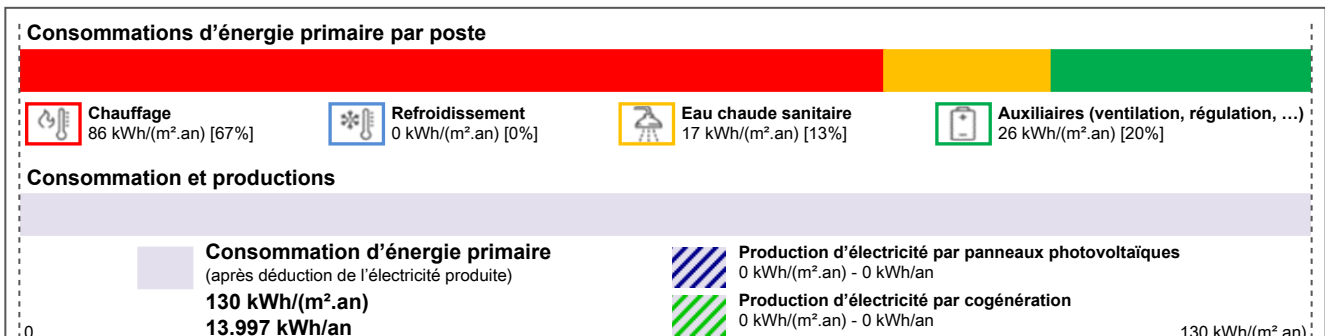 Consommations d'énergie primaire par poste
Chauffage
86 kWh/(m².an) [67%]
Refroidissement
0 kWh/(m².an) [0%]
Eau chaude sanitaire
17 kWh/(m².an) [13%]
Auxiliaires (ventilation, régulation, …)
26 kWh/(m².an) [20%]
Consommation et productions
Consommation d'énergie primaire
(après déduction de l'électricité produite)
130 kWh/(m².an)
13.997 kWh/an
Production d'électricité par panneaux photovoltaïques
0 kWh/(m².an) - 0 kWh/an
Production d'électricité par cogénération
0 kWh/(m².an) - 0 kWh/an
0
130 kWh/(m².an)